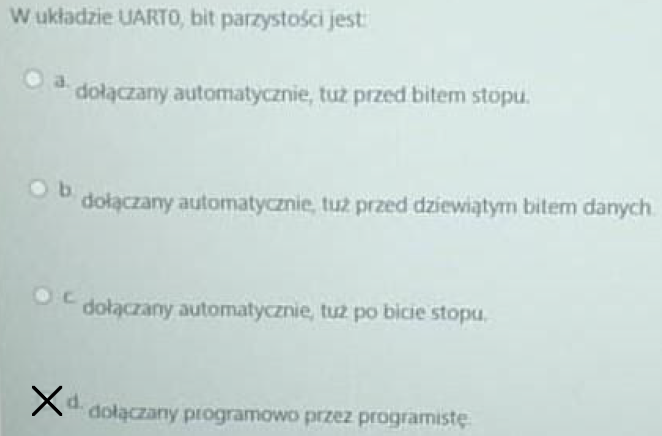 W układzie UART0, bit parzystości jest:
a. dołączany automatycznie, tuż przed bitem stopu.
b. dołączany automatycznie, tuż przed dziewiątym bitem danych.
c. dołączany automatycznie, tuż po bicie stopu.
d. dołączany programowo przez programistę.